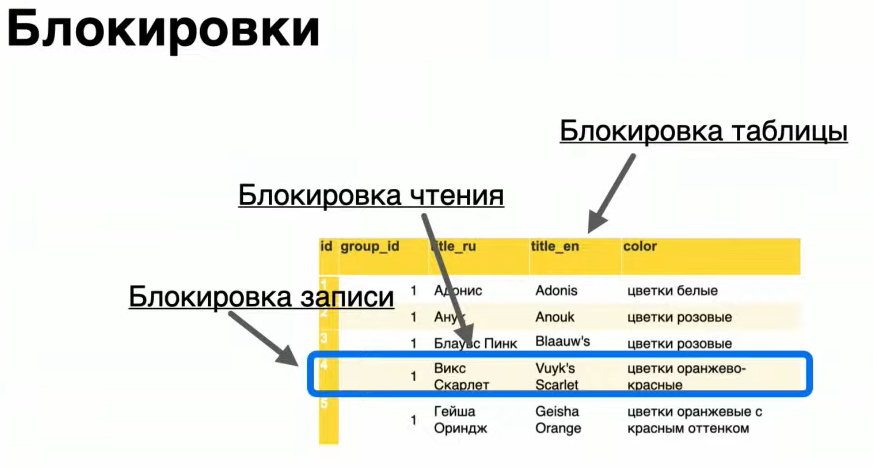 Блокировки
Блокировка таблицы
Блокировка чтения
Блокировка записи
id group_id title_ru title_en color
1 1 Адонис Adonis цветки белые
2 1 Анук Anouk цветки розовые
3 1 Блаувс Пинк Blaauw's цветки розовые
4 1 Викс Vuyk's цветки оранжево-
Скарлет Scarlet красные
5 1 Гейша Geisha цветки оранжевые с
Ориндж Orange красным оттенком